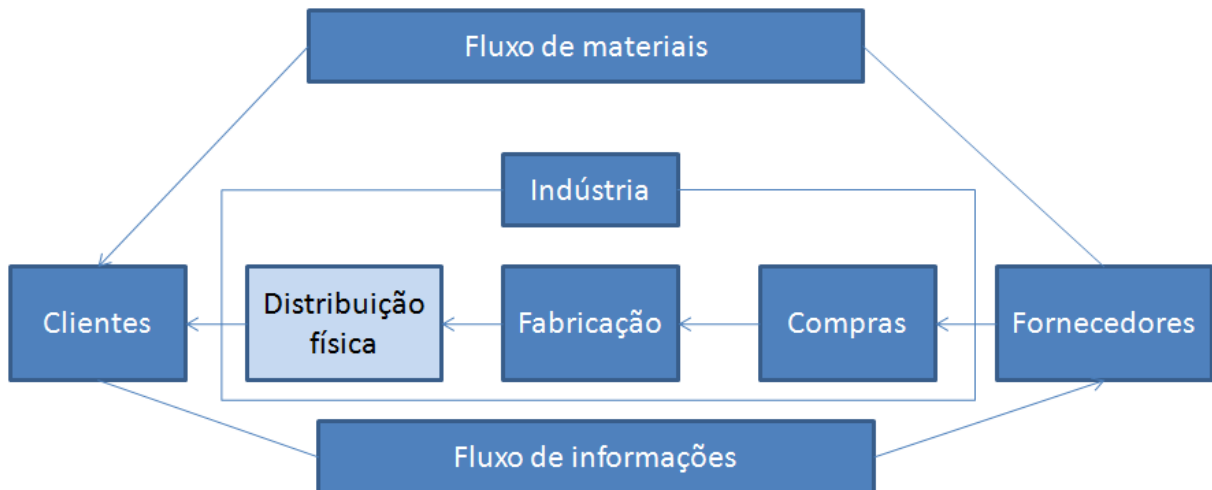 Fluxo de materiais
Indústria
Clientes
Distribuição
física
Fabricação
Compras
Fornecedores
Fluxo de informações